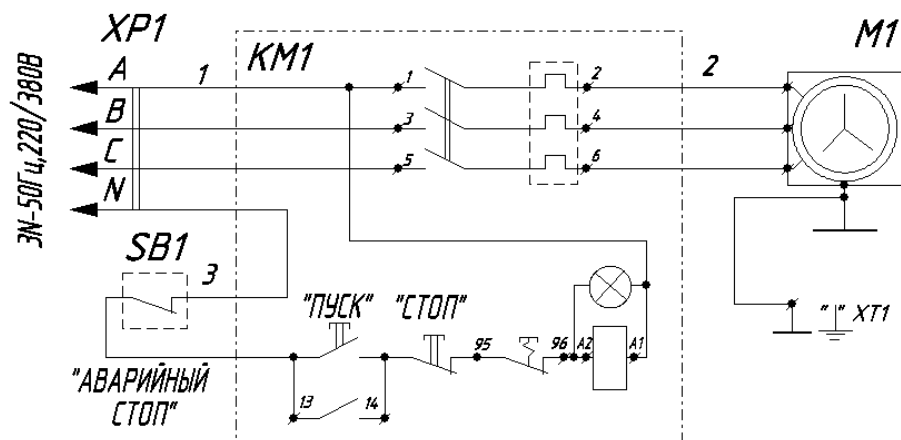 XP1
KM1
M1
3N~50Гц,220/380В
A
B
C
N
1
1
3
5
2
4
6
2
SB1
3
"АВАРИЙНЫЙ
СТОП"
"ПУСК"
"СТОП"
13
14
95
96
A2
A1
"⏚" XT1